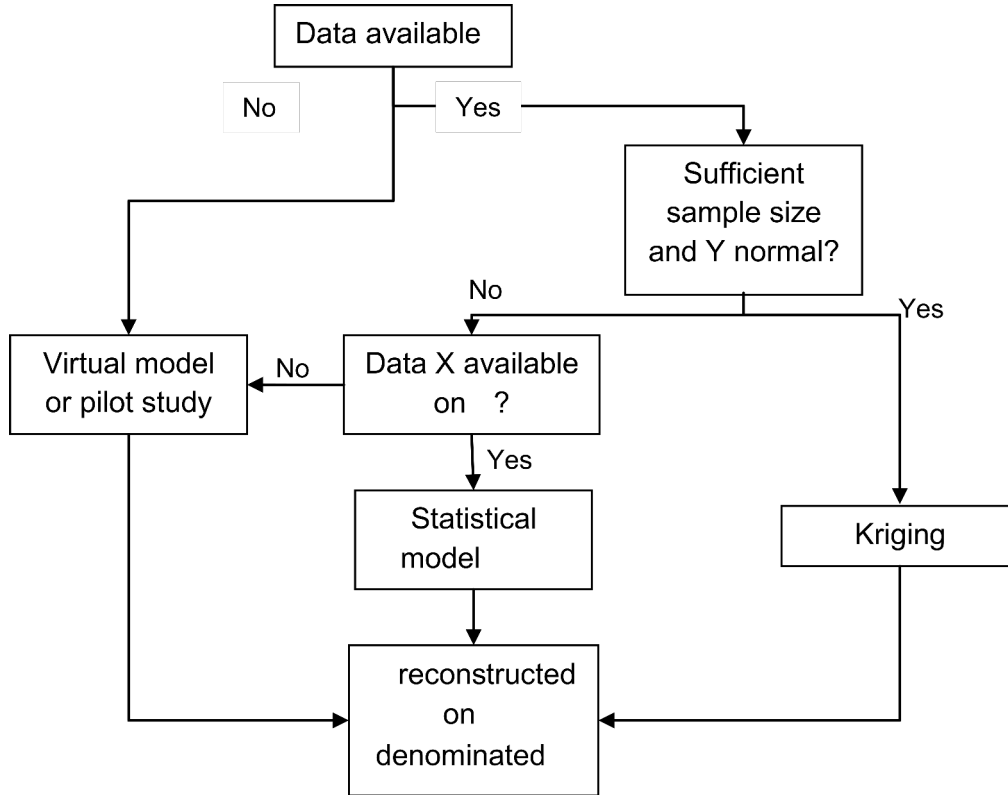 Data available
No
Yes
Sufficient
sample size
and Y normal?
No
Yes
Virtual model
or pilot study
No
Data X available
on ?
Yes
Statistical
model
Kriging
reconstructed
on
denominated